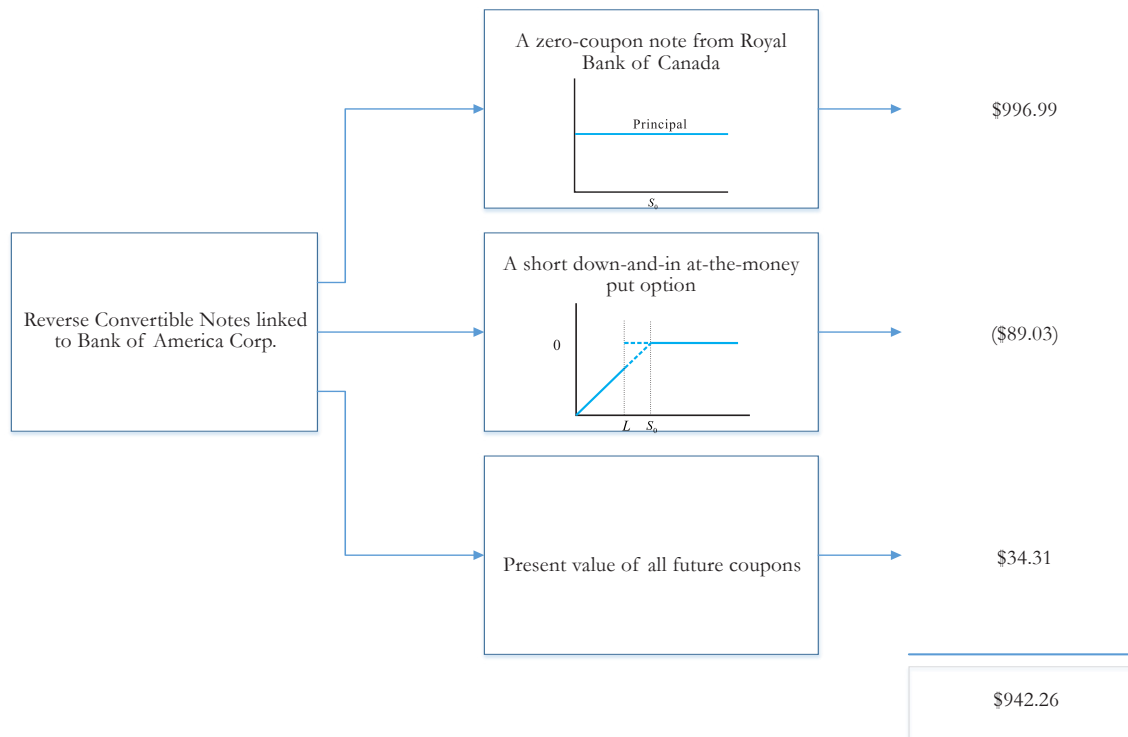 A zero-coupon note from Royal
Bank of Canada
Principal
S₀
$996.99
Reverse Convertible Notes linked
to Bank of America Corp.
A short down-and-in at-the-money
put option
0
L S₀
($89.03)
Present value of all future coupons
$34.31
$942.26